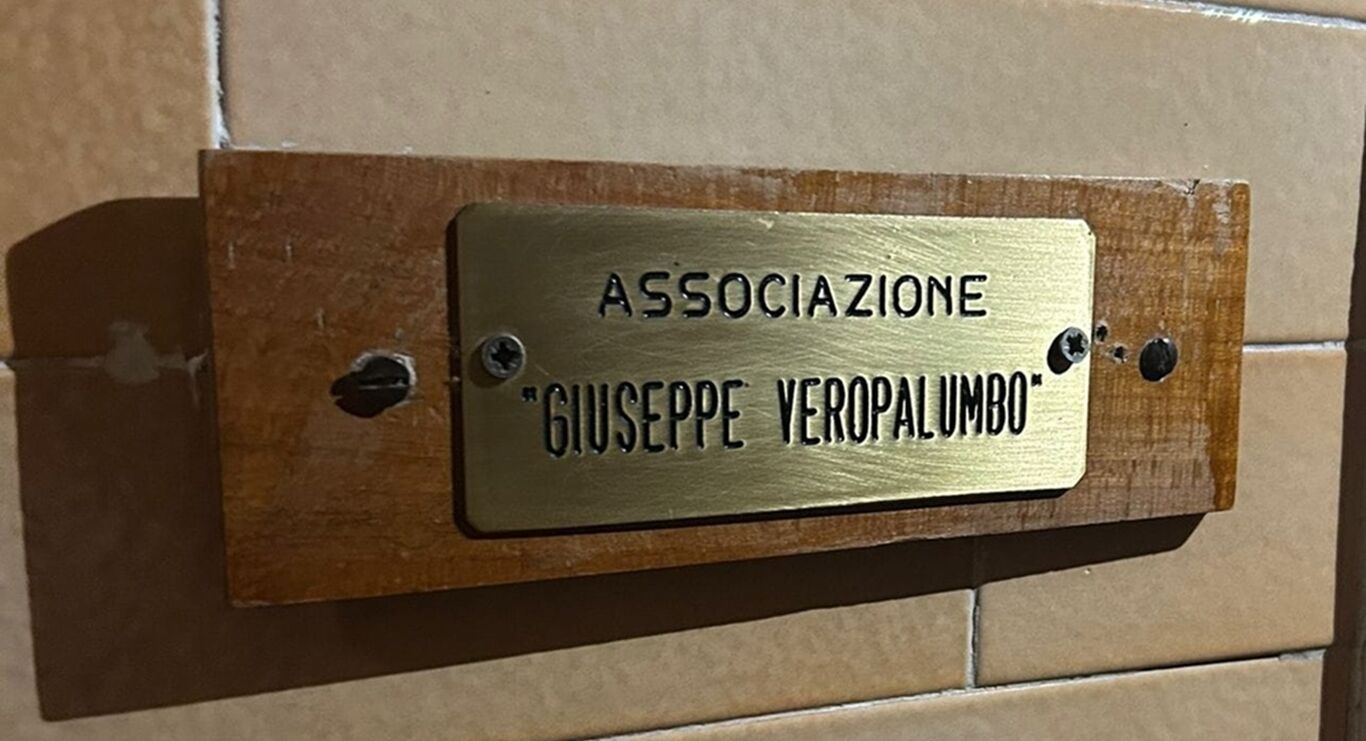 ASSOCIAZIONE
"GIUSEPPE VEROPALUMBO"